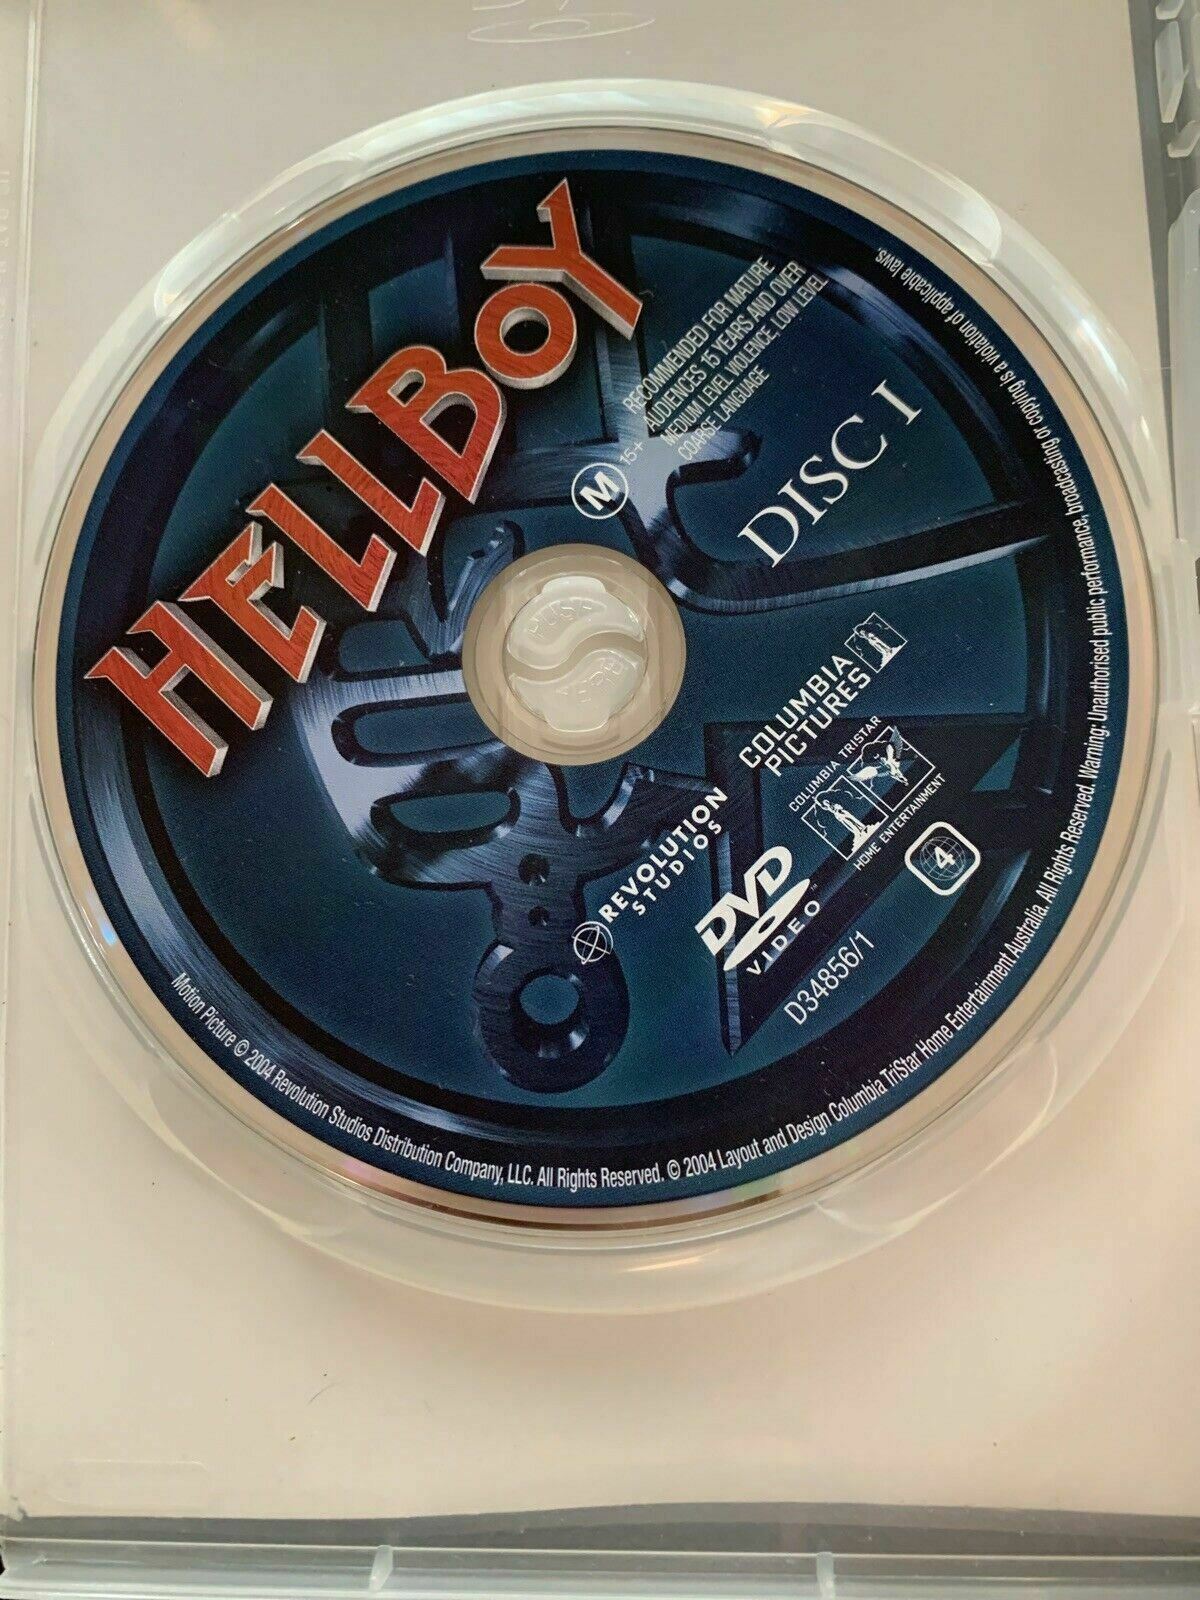 HELLBOY
M 15+
RECOMMENDED FOR MATURE
AUDIENCES 15 YEARS AND OVER
MEDIUM LEVEL VIOLENCE, LOW LEVEL
COARSE LANGUAGE
DISC I
COLUMBIA
PICTURES
COLUMBIA TRISTAR
HOME ENTERTAINMENT
REVOLUTION
STUDIOS
DVD
VIDEO™
4
D34856/1
Motion Picture © 2004 Revolution Studios Distribution Company, LLC. All Rights Reserved. © 2004 Layout and Design Columbia TriStar Home Entertainment Australia. All Rights Reserved. Warning: Unauthorised public performance, broadcasting or copying is a violation of applicable laws.
PUSH